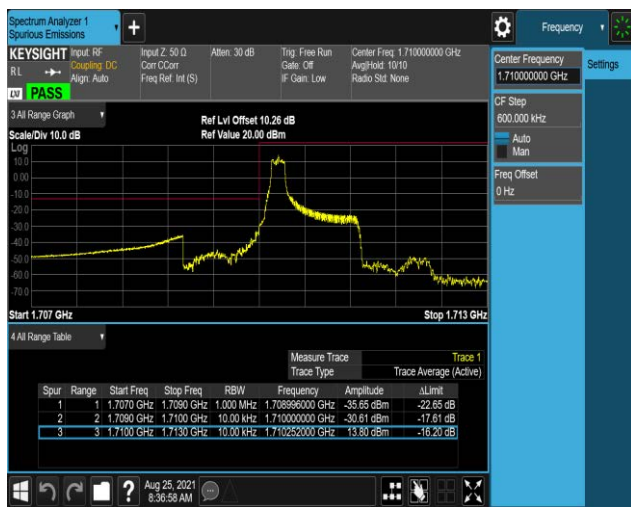 Spectrum Analyzer 1
Spurious Emissions
+
Frequency
KEYSIGHT
Input: RF
Coupling: DC
Align: Auto
Input Z: 50 Ω
Corr CCorr
Freq Ref: Int (S)
Atten: 30 dB
Trig: Free Run
Gate: Off
IF Gain: Low
Center Freq: 1.710000000 GHz
Avg|Hold: 10/10
Radio Std: None
RL
LXI
PASS
Center Frequency
1.710000000 GHz
Settings
CF Step
600.000 kHz
Auto
Man
Freq Offset
0 Hz
3 All Range Graph
Scale/Div 10.0 dB
Ref Lvl Offset 10.26 dB
Ref Value 20.00 dBm
Log
10.0
0.00
-10.0
-20.0
-30.0
-40.0
-50.0
-60.0
-70.0
Start 1.707 GHz
Stop 1.713 GHz
4 All Range Table
Measure Trace Trace 1
Trace Type Trace Average (Active)
Spur Range Start Freq Stop Freq RBW Frequency Amplitude ΔLimit
1 1 1.7070 GHz 1.7090 GHz 1.000 MHz 1.708996000 GHz -35.65 dBm -22.65 dB
2 2 1.7090 GHz 1.7100 GHz 10.00 kHz 1.710000000 GHz -30.61 dBm -17.61 dB
3 3 1.7100 GHz 1.7130 GHz 10.00 kHz 1.710252000 GHz 13.80 dBm -16.20 dB
?
Aug 25, 2021
8:36:58 AM